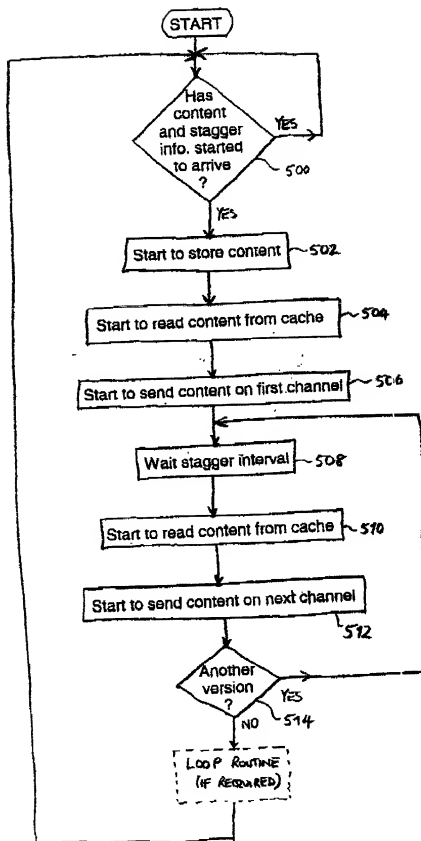 START
Has
content
and stagger
info. started
to arrive
?
YES
500
YES
Start to store content
502
Start to read content from cache
504
Start to send content on first channel
506
Wait stagger interval
508
Start to read content from cache
510
Start to send content on next channel
512
Another
version
?
YES
514
NO
LOOP ROUTINE
(IF REQUIRED)